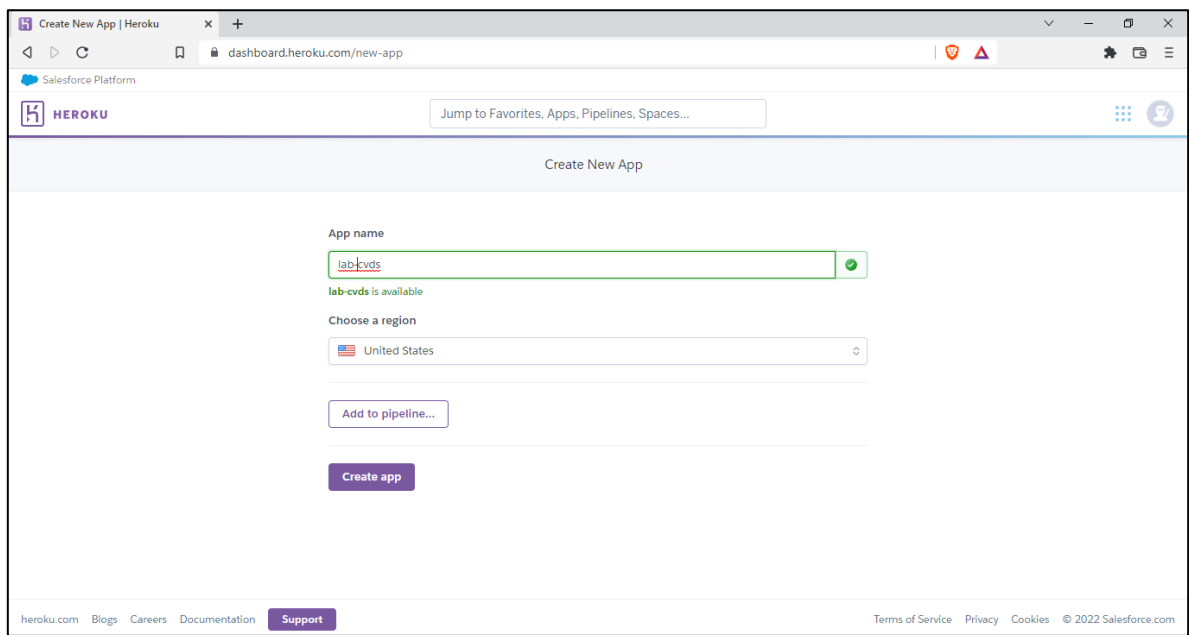 Create New App | Heroku
dashboard.heroku.com/new-app
Salesforce Platform
HEROKU
Jump to Favorites, Apps, Pipelines, Spaces...
Create New App
App name
lab-cvds
lab-cvds is available
Choose a region
United States
Add to pipeline...
Create app
heroku.com Blogs Careers Documentation Support Terms of Service Privacy Cookies © 2022 Salesforce.com